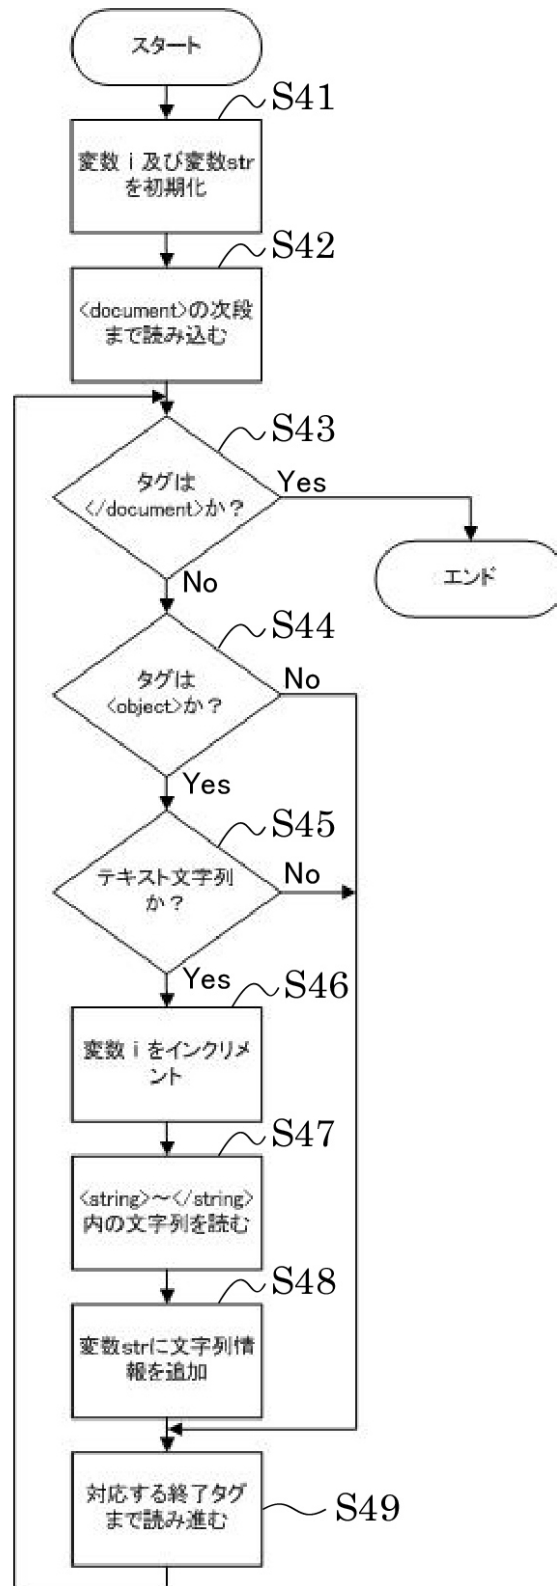 スタート
S41
変数 i 及び変数str
を初期化
S42
<document>の次段
まで読み込む
S43
タグは
</document>か？
Yes
エンド
No
S44
タグは
<object>か？
No
Yes
S45
テキスト文字列
か？
No
Yes
S46
変数 i をインクリメ
ント
S47
<string>～</string>
内の文字列を読む
S48
変数strに文字列情
報を追加
対応する終了タグ
まで読み進む
S49